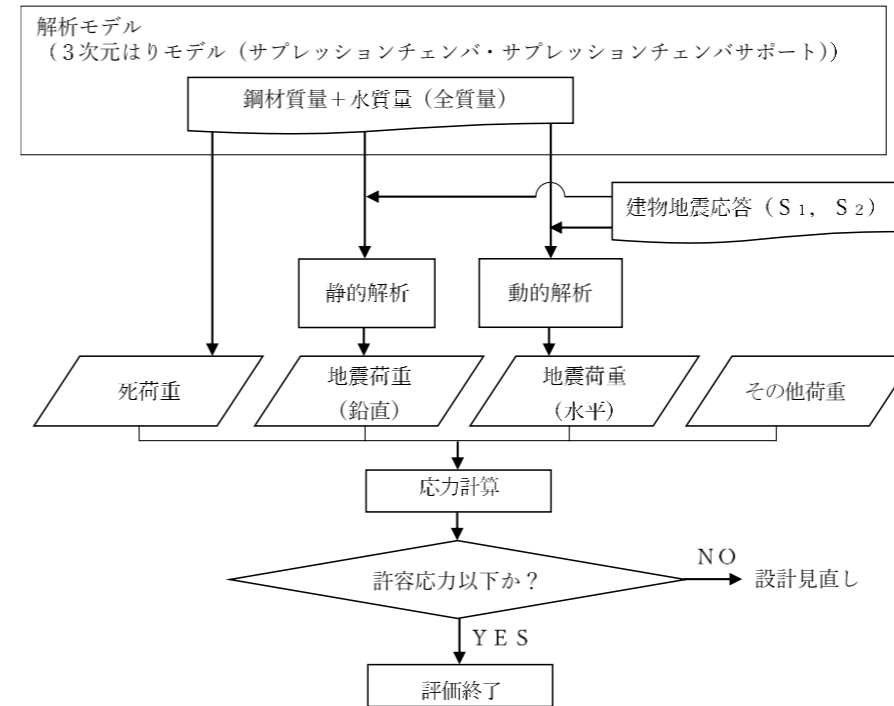 解析モデル
（３次元はりモデル（サプレッションチェンバ・サプレッションチェンバサポート））
鋼材質量＋水質量（全質量）
建物地震応答（Ｓ₁，Ｓ₂）
静的解析
動的解析
死荷重
地震荷重
（鉛直）
地震荷重
（水平）
その他荷重
応力計算
許容応力以下か？
ＮＯ
設計見直し
ＹＥＳ
評価終了